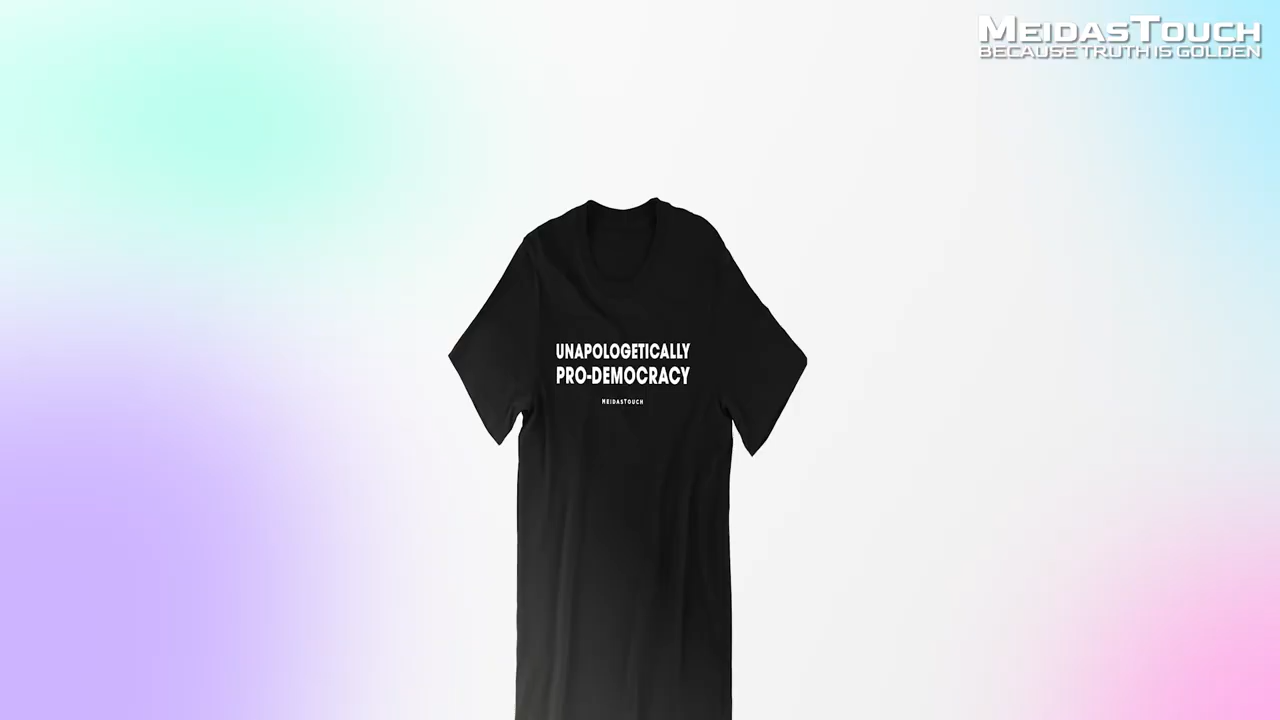 MEIDASTOUCH
BECAUSE TRUTH IS GOLDEN
UNAPOLOGETICALLY
PRO-DEMOCRACY
MEIDASTOUCH